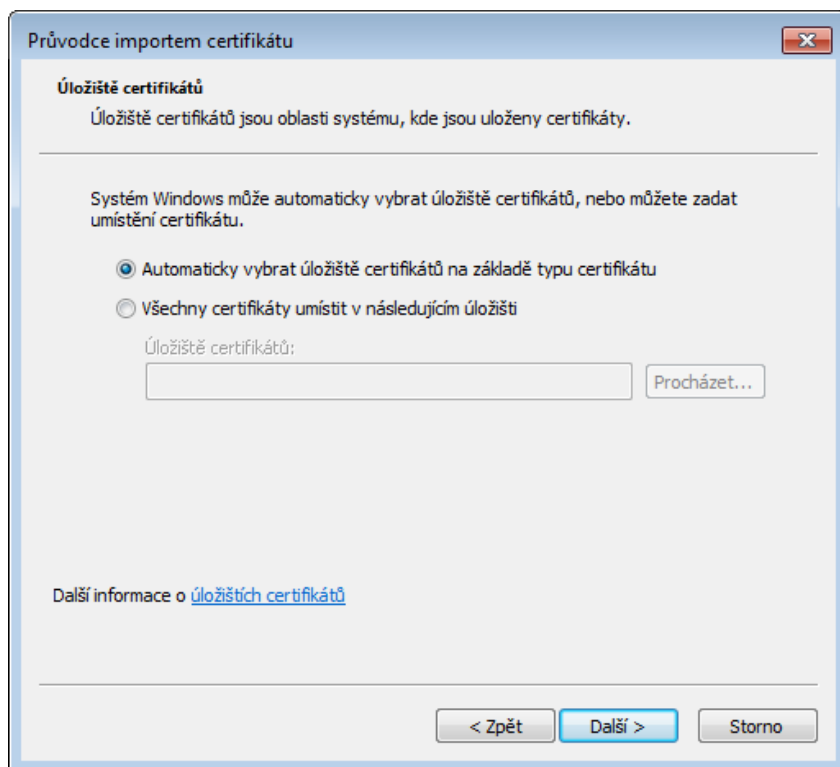 Průvodce importem certifikátu
Úložiště certifikátů
Úložiště certifikátů jsou oblasti systému, kde jsou uloženy certifikáty.
Systém Windows může automaticky vybrat úložiště certifikátů, nebo můžete zadat
umístění certifikátu.
Automaticky vybrat úložiště certifikátů na základě typu certifikátu
Všechny certifikáty umístit v následujícím úložišti
Úložiště certifikátů:
Procházet...
Další informace o úložištích certifikátů
< Zpět Další > Storno